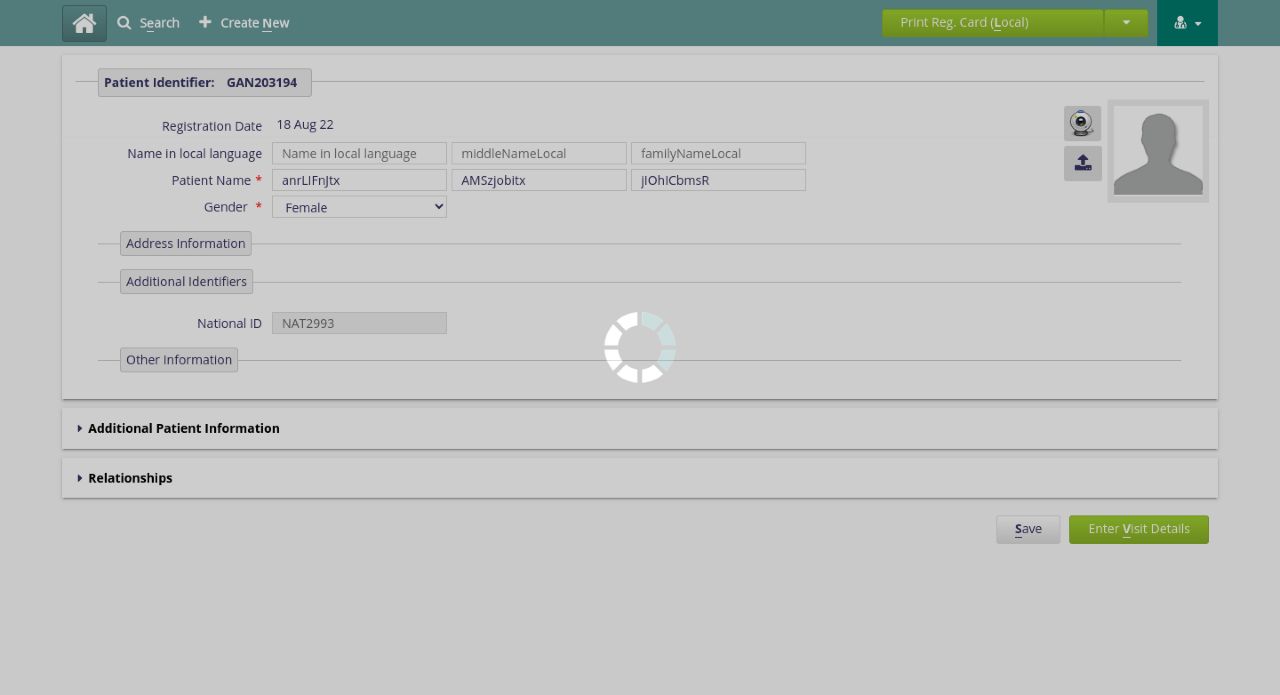 Search Create New Print Reg. Card (Local)
Patient Identifier: GAN203194
Registration Date 18 Aug 22
Name in local language Name in local language middleNameLocal familyNameLocal
Patient Name * anrLIFnJtx AMSzjobitx jIOhICbmsR
Gender * Female
Address Information
Additional Identifiers
National ID NAT2993
Other Information
Additional Patient Information
Relationships
Save Enter Visit Details